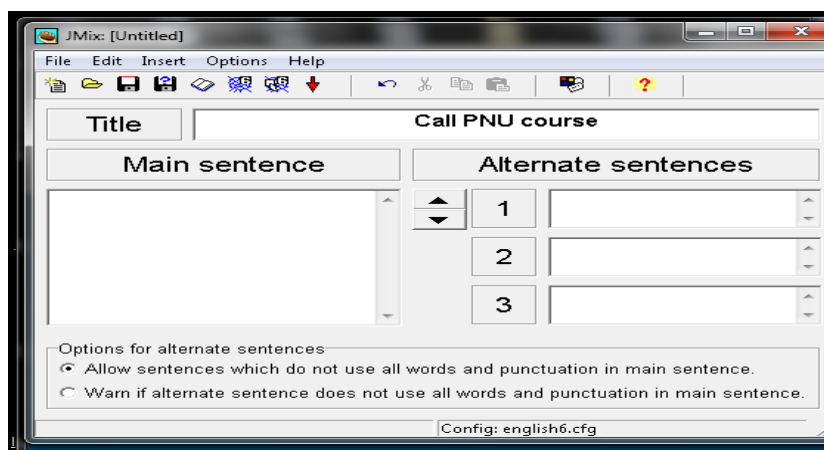 JMix: [Untitled]
File Edit Insert Options Help
Title
Call PNU course
Main sentence
Alternate sentences
1
2
3
Options for alternate sentences
Allow sentences which do not use all words and punctuation in main sentence.
Warn if alternate sentence does not use all words and punctuation in main sentence.
Config: english6.cfg